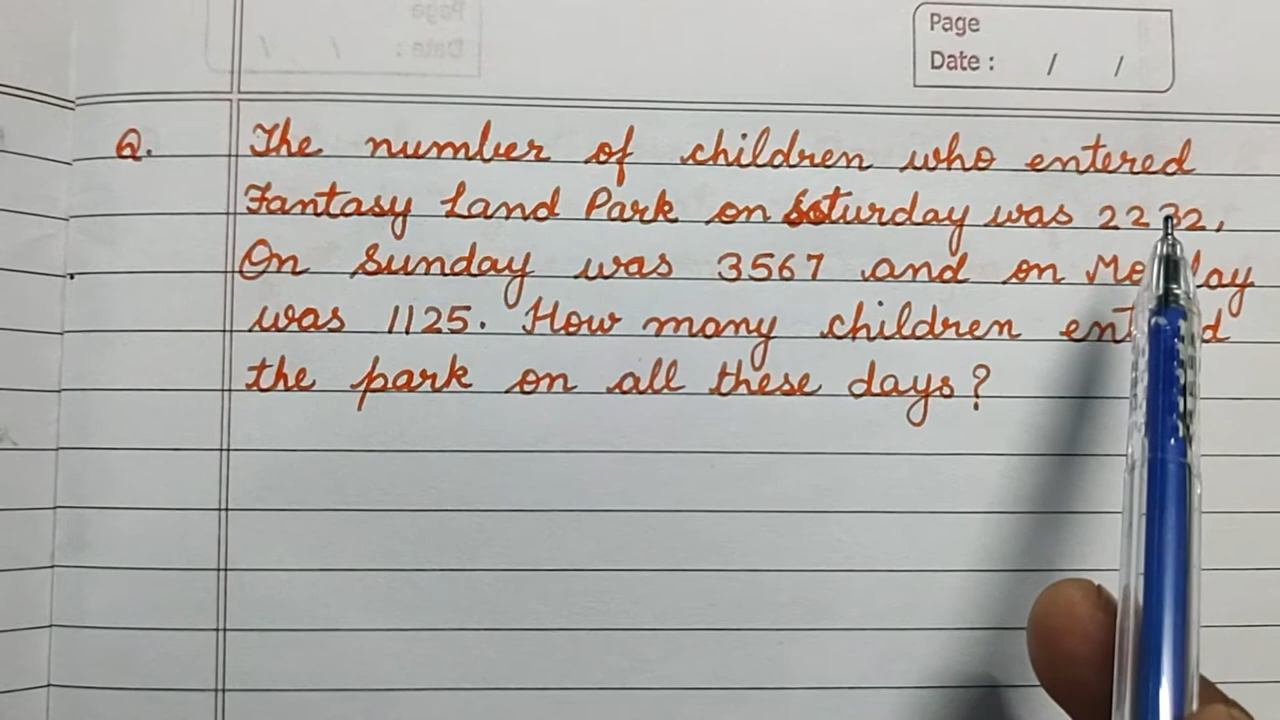 Page
Date : / /
Q. The number of children who entered
Fantasy Land Park on Saturday was 2232,
On Sunday was 3567 and on
was 1125. How many children
the park on all these days?